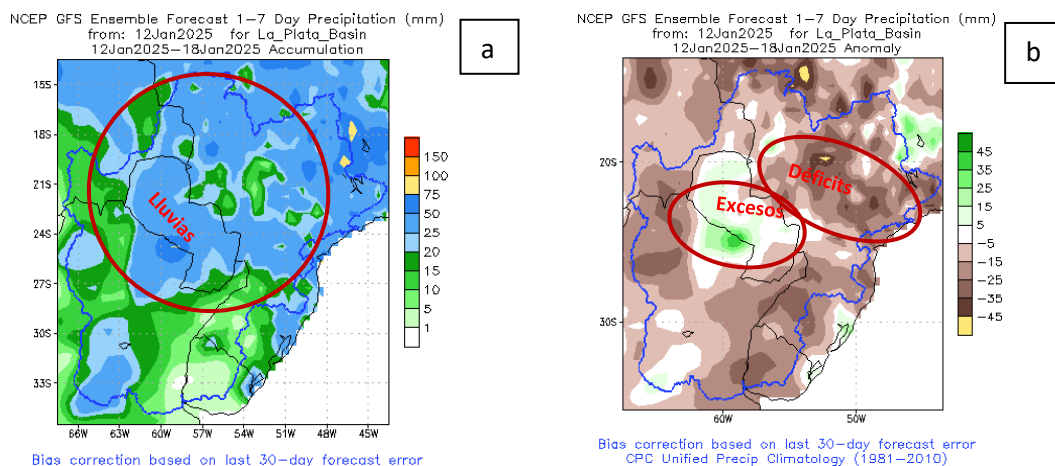 NCEP GFS Ensemble Forecast 1-7 Day Precipitation (mm)
from: 12Jan2025 for La_Plata_Basin
12Jan2025-18Jan2025 Accumulation
a
15S
18S
21S
24S
27S
30S
33S
66W 63W 60W 57W 54W 51W 48W 45W
Lluvias
150
100
75
50
25
20
15
10
5
1
Bias correction based on last 30-day forecast error
NCEP GFS Ensemble Forecast 1-7 Day Precipitation (mm)
from: 12Jan2025 for La_Plata_Basin
12Jan2025-18Jan2025 Anomaly
b
20S
30S
60W 50W
Déficits
Excesos
45
35
25
15
5
-5
-15
-25
-35
-45
Bias correction based on last 30-day forecast error
CPC Unified Precip Climatology (1981-2010)